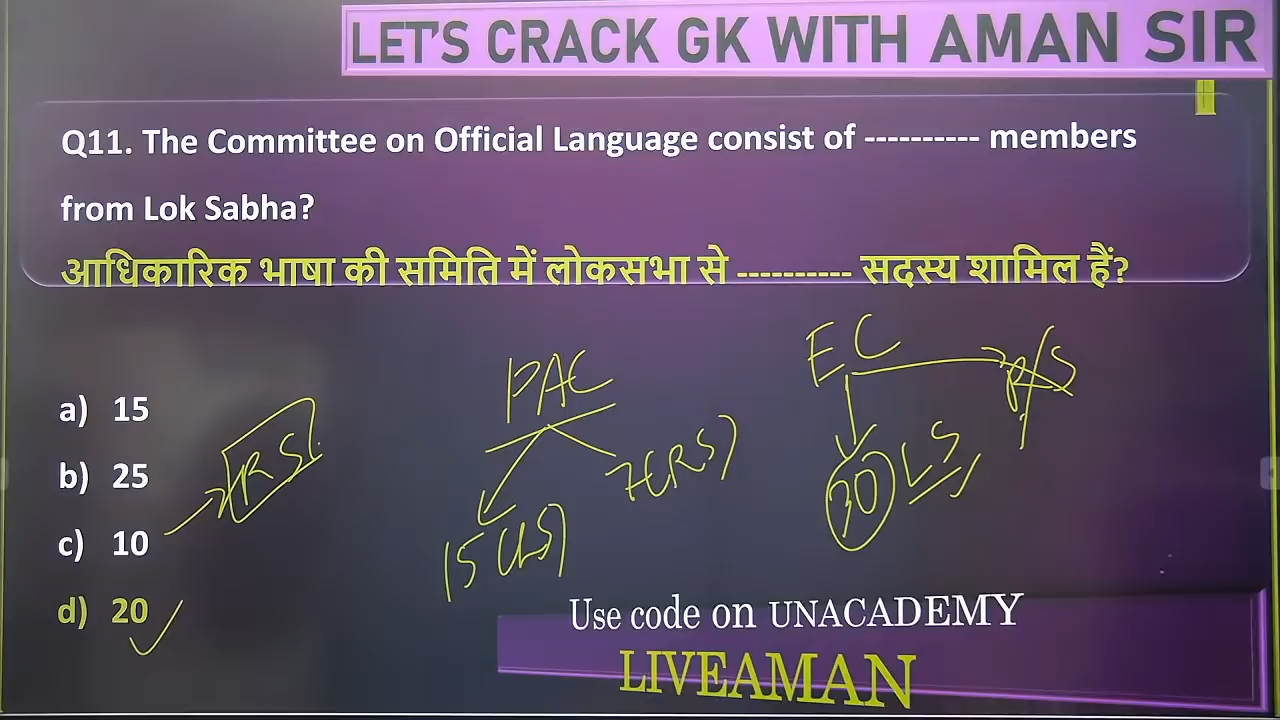 LET'S CRACK GK WITH AMAN SIR
Q11. The Committee on Official Language consist of ---------- members
from Lok Sabha?
आधिकारिक भाषा की समिति में लोकसभा से ---------- सदस्य शामिल हैं?
a) 15
b) 25
c) 10
d) 20
RS
PAC
15 (LS)
7 (RS)
EC
30 LS
RS
Use code on UNACADEMY
LIVEAMAN